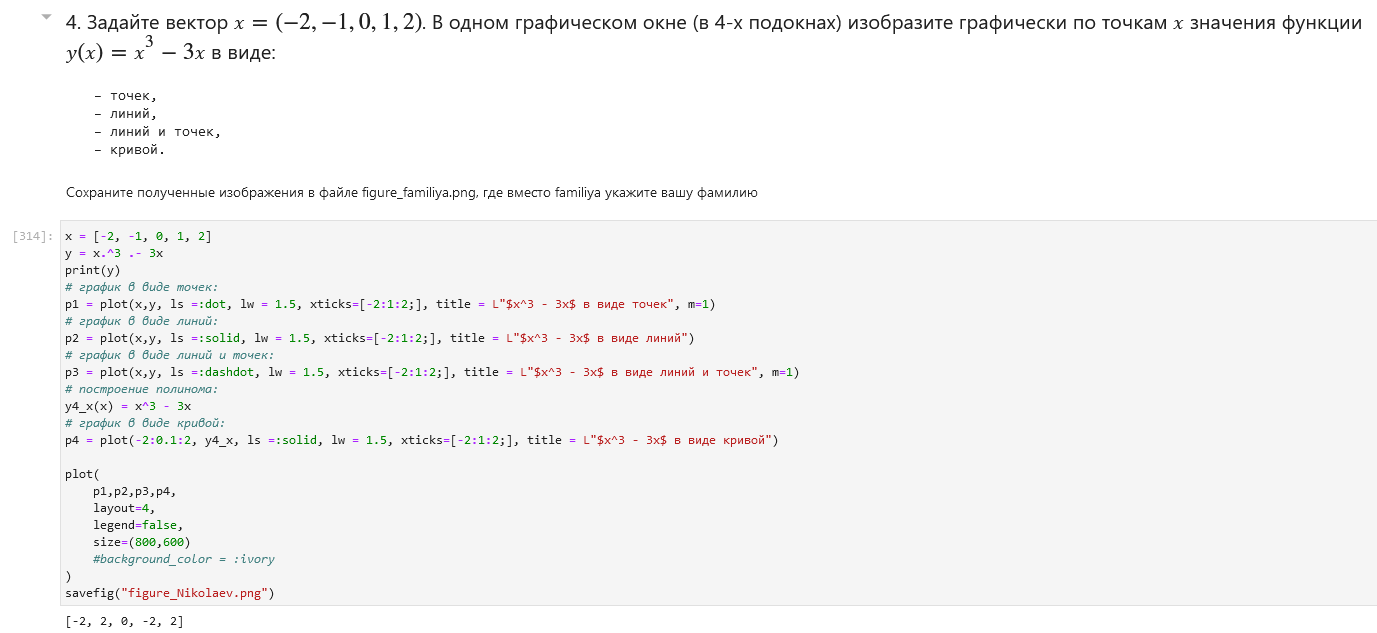 4. Задайте вектор x = (−2, −1, 0, 1, 2). В одном графическом окне (в 4-х подокнах) изобразите графически по точкам x значения функции
y(x) = x³ − 3x в виде:
– точек,
– линий,
– линий и точек,
– кривой.
Сохраните полученные изображения в файле figure_familiya.png, где вместо familiya укажите вашу фамилию
[314]: x = [-2, -1, 0, 1, 2]
y = x.^3 .- 3x
print(y)
# график в виде точек:
p1 = plot(x,y, ls =:dot, lw = 1.5, xticks=[-2:1:2;], title = L"$x^3 - 3x$ в виде точек", m=1)
# график в виде линий:
p2 = plot(x,y, ls =:solid, lw = 1.5, xticks=[-2:1:2;], title = L"$x^3 - 3x$ в виде линий")
# график в виде линий и точек:
p3 = plot(x,y, ls =:dashdot, lw = 1.5, xticks=[-2:1:2;], title = L"$x^3 - 3x$ в виде линий и точек", m=1)
# построение полинома:
y4_x(x) = x^3 - 3x
# график в виде кривой:
p4 = plot(-2:0.1:2, y4_x, ls =:solid, lw = 1.5, xticks=[-2:1:2;], title = L"$x^3 - 3x$ в виде кривой")
plot(
    p1,p2,p3,p4,
    layout=4,
    legend=false,
    size=(800,600)
    #background_color = :ivory
)
savefig("figure_Nikolaev.png")
[-2, 2, 0, -2, 2]